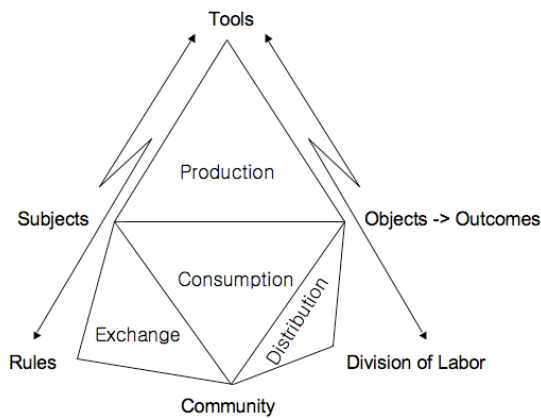 Tools
Production
Subjects
Objects -> Outcomes
Consumption
Exchange
Distribution
Rules
Division of Labor
Community